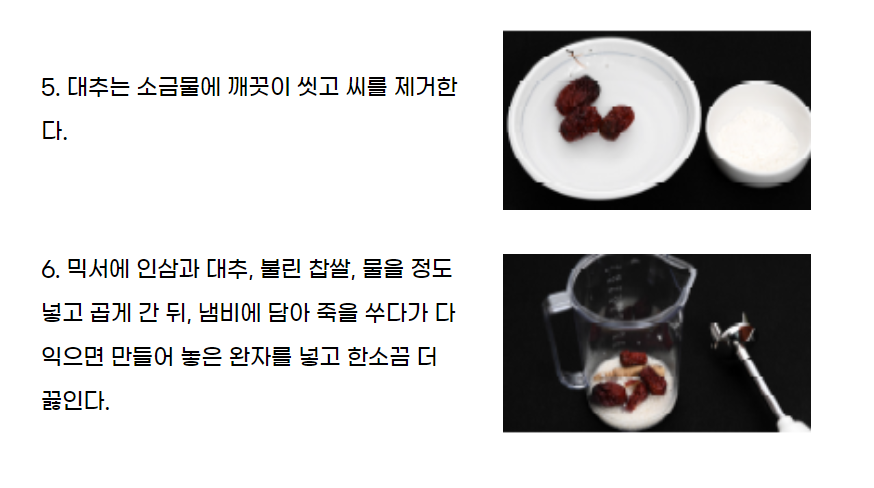 5. 대추는 소금물에 깨끗이 씻고 씨를 제거한
다.
6. 믹서에 인삼과 대추, 불린 찹쌀, 물을 정도
넣고 곱게 간 뒤, 냄비에 담아 죽을 쑤다가 다
익으면 만들어 놓은 완자를 넣고 한소끔 더
끓인다.